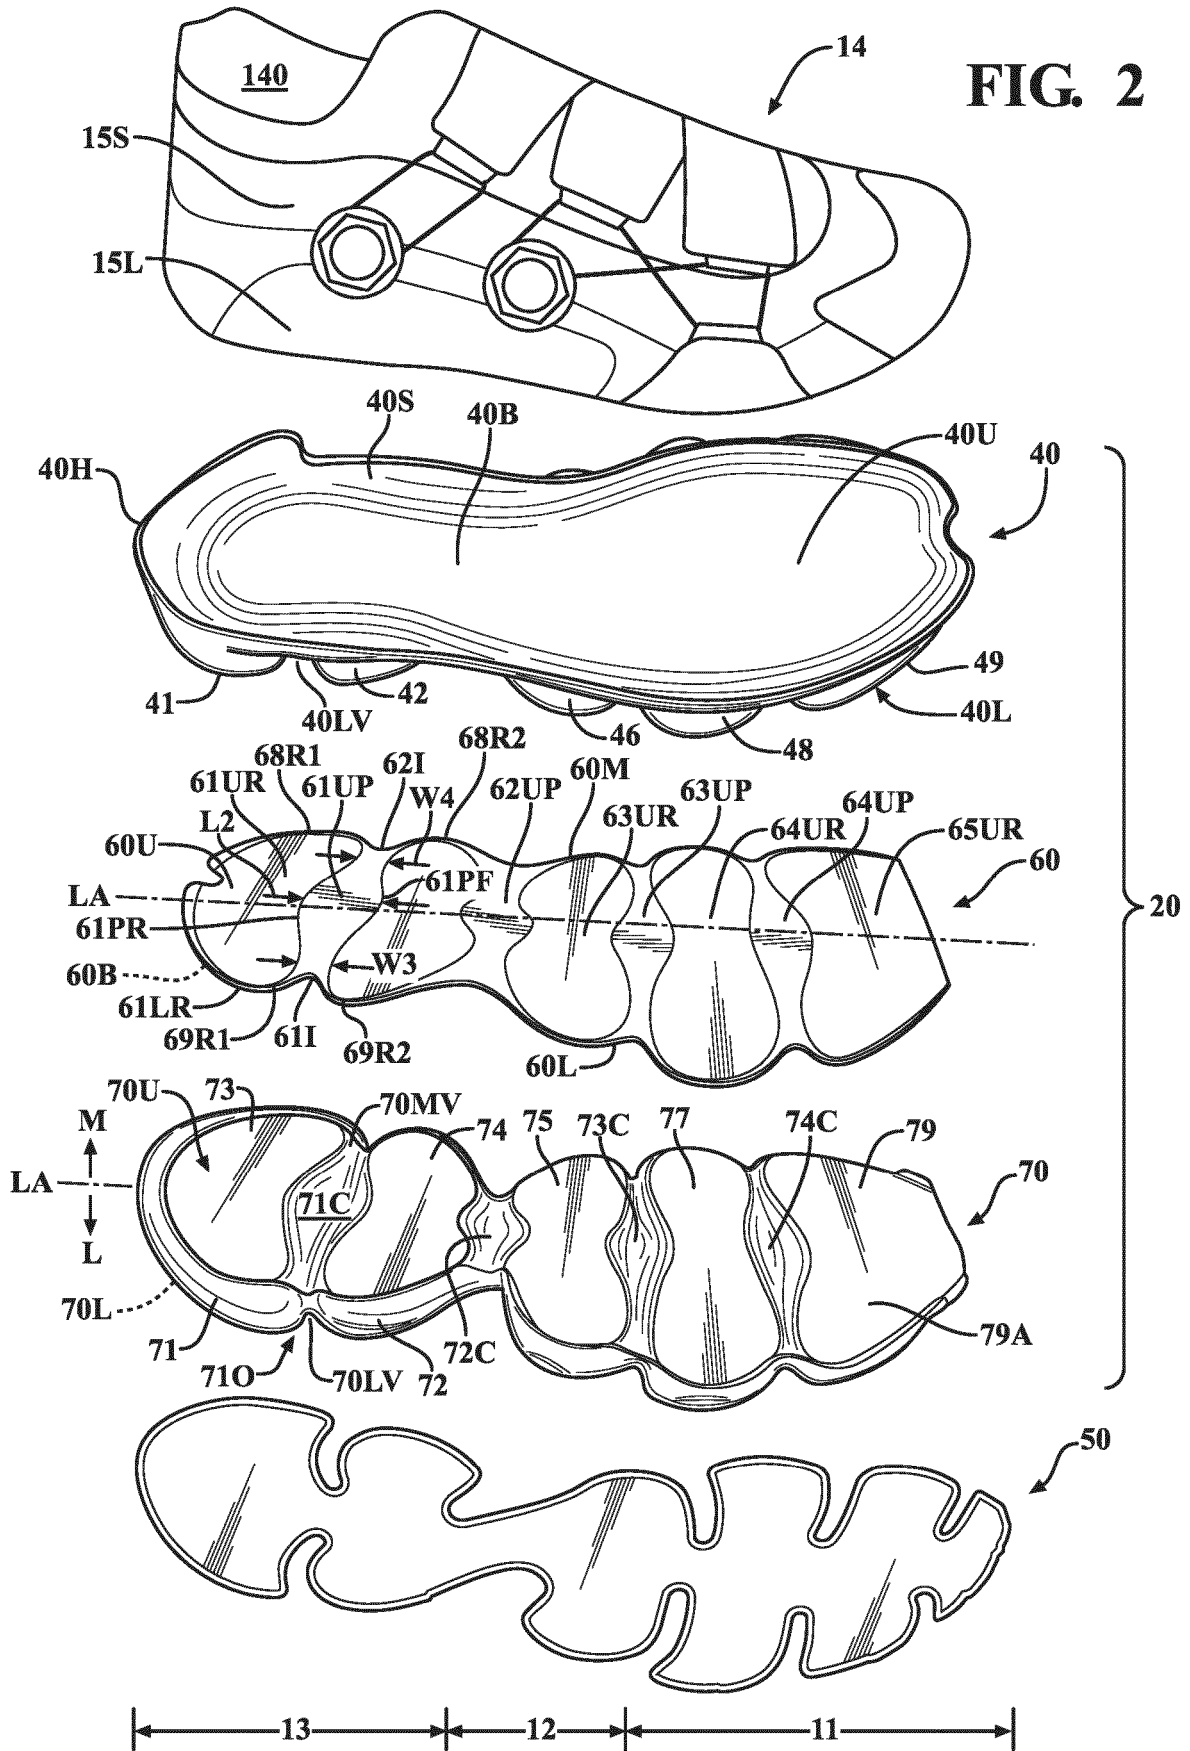 FIG. 2
14
140
15S
15L
40S
40B
40U
40
40H
41
40LV
42
46
48
49
40L
20
68R1
61UR
61UP
62I
68R2
W4
62UP
60M
63UR
63UP
64UR
64UP
65UR
60
L2
60U
LA
61PF
61PR
60B
W3
61LR
69R1
61I
69R2
60L
70U
73
70MV
74
75
73C
77
74C
79
70
M
LA
L
71C
70L
71
71O
70LV
72
72C
79A
50
13
12
11